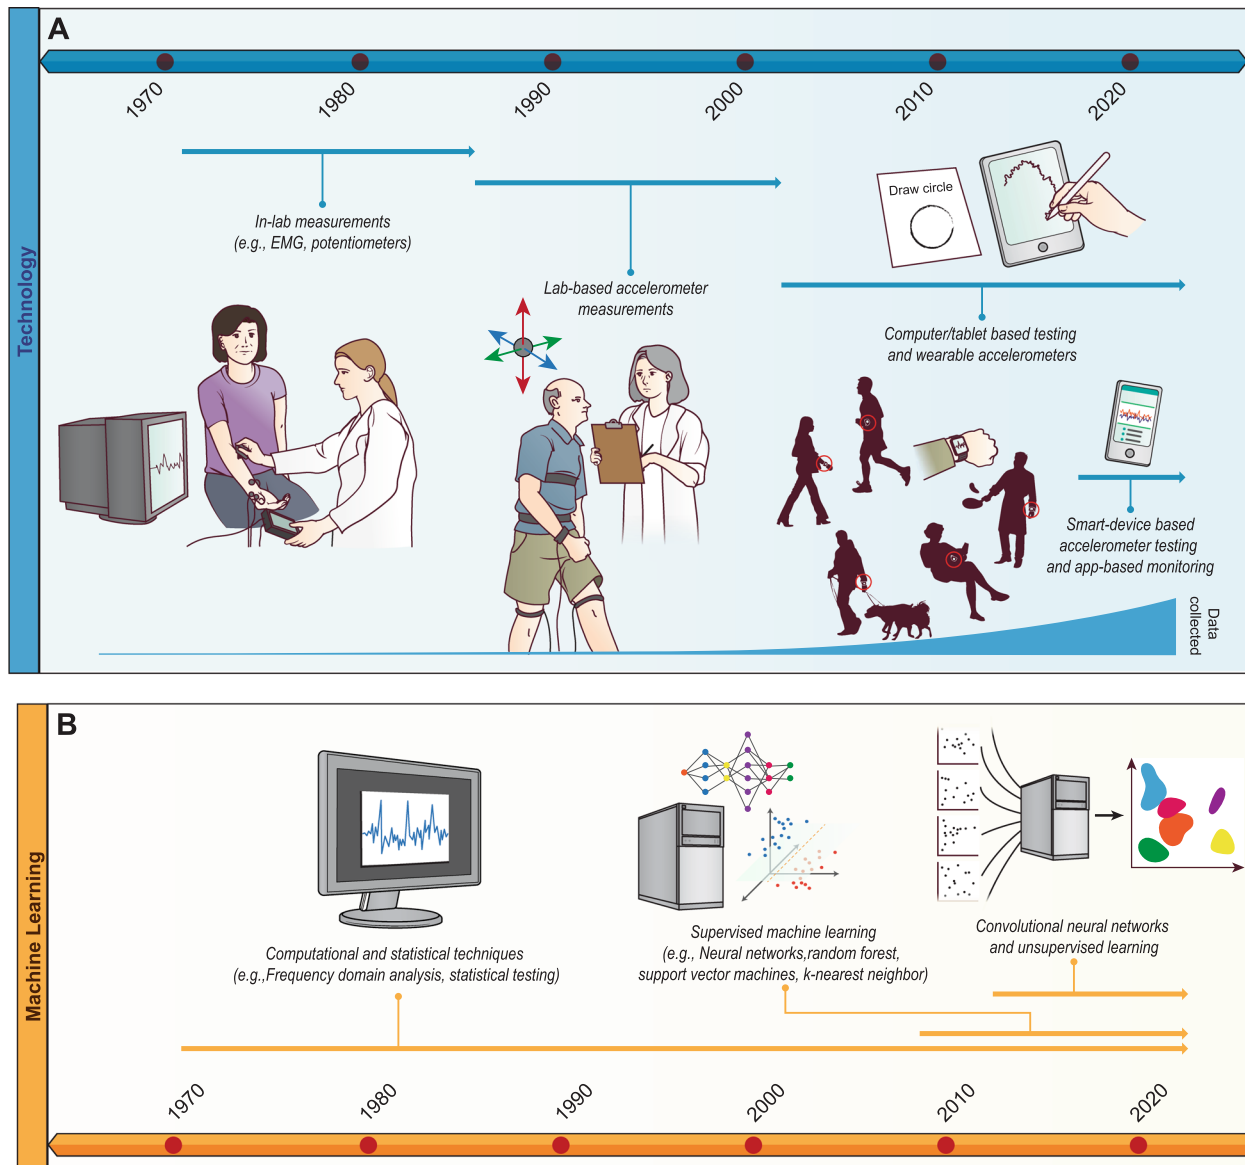 A
1970
1980
1990
2000
2010
2020
Technology
In-lab measurements
(e.g., EMG, potentiometers)
Lab-based accelerometer
measurements
Draw circle
Computer/tablet based testing
and wearable accelerometers
Smart-device based
accelerometer testing
and app-based monitoring
Data
collected
B
Machine Learning
Computational and statistical techniques
(e.g.,Frequency domain analysis, statistical testing)
Supervised machine learning
(e.g., Neural networks,random forest,
support vector machines, k-nearest neighbor)
Convolutional neural networks
and unsupervised learning
1970
1980
1990
2000
2010
2020